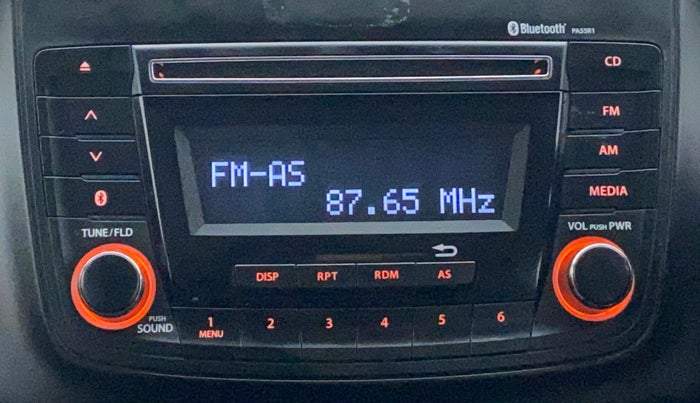 Bluetooth PA55R1
CD
FM
AM
MEDIA
FM-AS
87.65 MHz
TUNE/FLD
VOL PUSH PWR
DISP RPT RDM AS
PUSH
SOUND
1 2 3 4 5 6
MENU